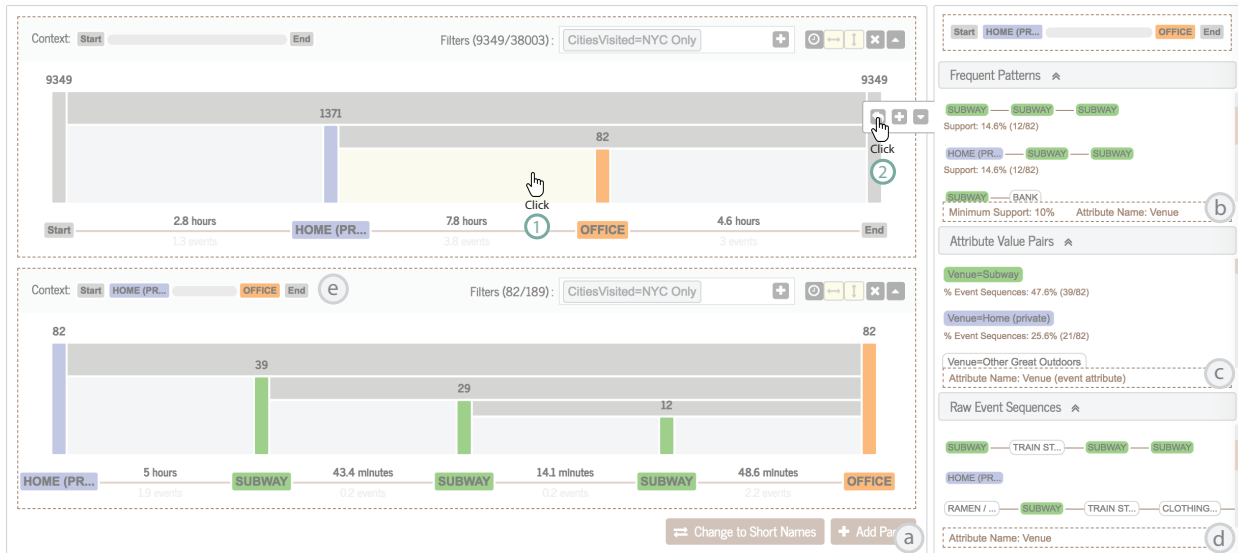 Context: Start End Filters (9349/38003) : CitiesVisited=NYC Only
9349 9349
1371
82
Click
2
Click
1
2.8 hours 7.8 hours 4.6 hours
Start HOME (PR... OFFICE End
1.3 events 3.8 events 3 events
Context: Start HOME (PR... OFFICE End e Filters (82/189) : CitiesVisited=NYC Only
82 82
39
29
12
5 hours 43.4 minutes 14.1 minutes 48.6 minutes
HOME (PR... SUBWAY SUBWAY SUBWAY OFFICE
1.9 events 0.2 events 0.2 events 2.2 events
Change to Short Names + Add Pa
a
Start HOME (PR... OFFICE End
Frequent Patterns
SUBWAY SUBWAY SUBWAY
Support: 14.6% (12/82)
HOME (PR... SUBWAY SUBWAY
Support: 14.6% (12/82)
SUBWAY BANK
Minimum Support: 10% Attribute Name: Venue
b
Attribute Value Pairs
Venue=Subway
% Event Sequences: 47.6% (39/82)
Venue=Home (private)
% Event Sequences: 25.6% (21/82)
Venue=Other Great Outdoors
Attribute Name: Venue (event attribute)
c
Raw Event Sequences
SUBWAY TRAIN ST... SUBWAY SUBWAY
HOME (PR...
RAMEN / ... SUBWAY TRAIN ST... CLOTHING...
Attribute Name: Venue
d